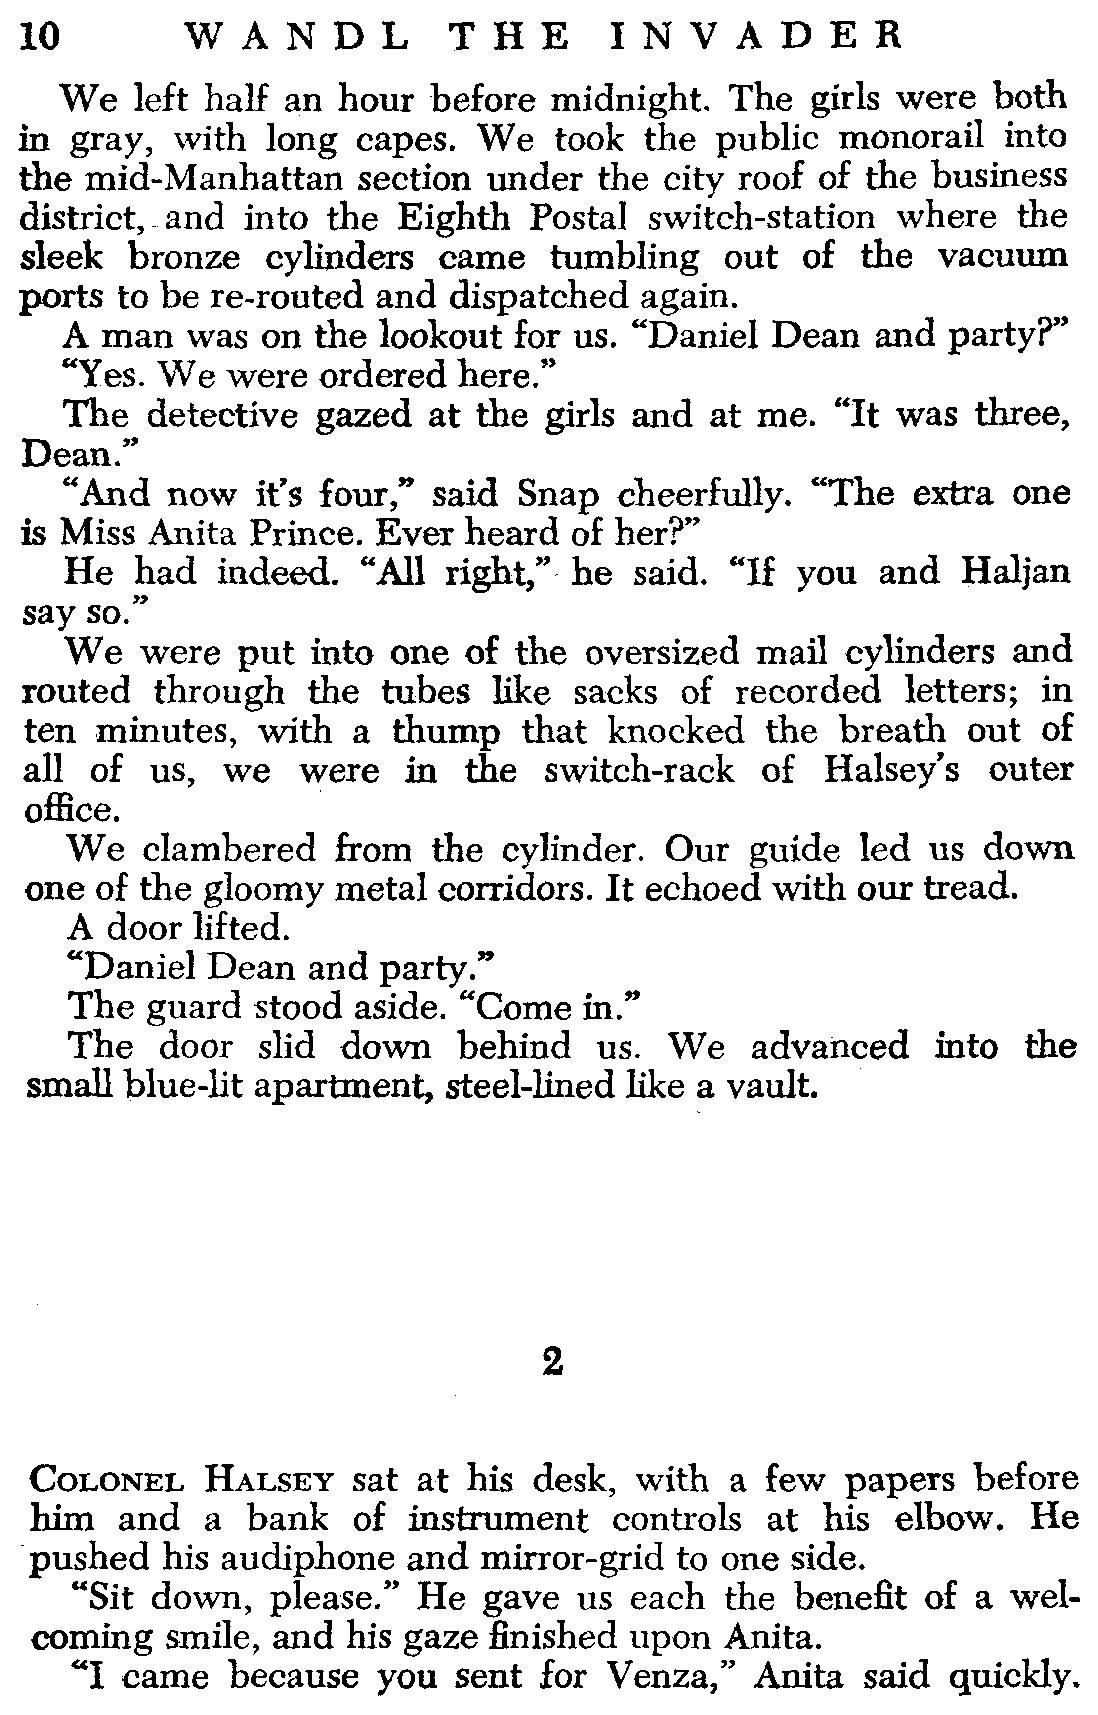 10 WANDL THE INVADER
We left half an hour before midnight. The girls were both
in gray, with long capes. We took the public monorail into
the mid-Manhattan section under the city roof of the business
district, and into the Eighth Postal switch-station where the
sleek bronze cylinders came tumbling out of the vacuum
ports to be re-routed and dispatched again.
A man was on the lookout for us. “Daniel Dean and party?”
“Yes. We were ordered here.”
The detective gazed at the girls and at me. “It was three,
Dean.”
“And now it’s four,” said Snap cheerfully. “The extra one
is Miss Anita Prince. Ever heard of her?”
He had indeed. “All right,” he said. “If you and Haljan
say so.”
We were put into one of the oversized mail cylinders and
routed through the tubes like sacks of recorded letters; in
ten minutes, with a thump that knocked the breath out of
all of us, we were in the switch-rack of Halsey’s outer
office.
We clambered from the cylinder. Our guide led us down
one of the gloomy metal corridors. It echoed with our tread.
A door lifted.
“Daniel Dean and party.”
The guard stood aside. “Come in.”
The door slid down behind us. We advanced into the
small blue-lit apartment, steel-lined like a vault.
2
COLONEL HALSEY sat at his desk, with a few papers before
him and a bank of instrument controls at his elbow. He
pushed his audiphone and mirror-grid to one side.
“Sit down, please.” He gave us each the benefit of a wel-
coming smile, and his gaze finished upon Anita.
“I came because you sent for Venza,” Anita said quickly.